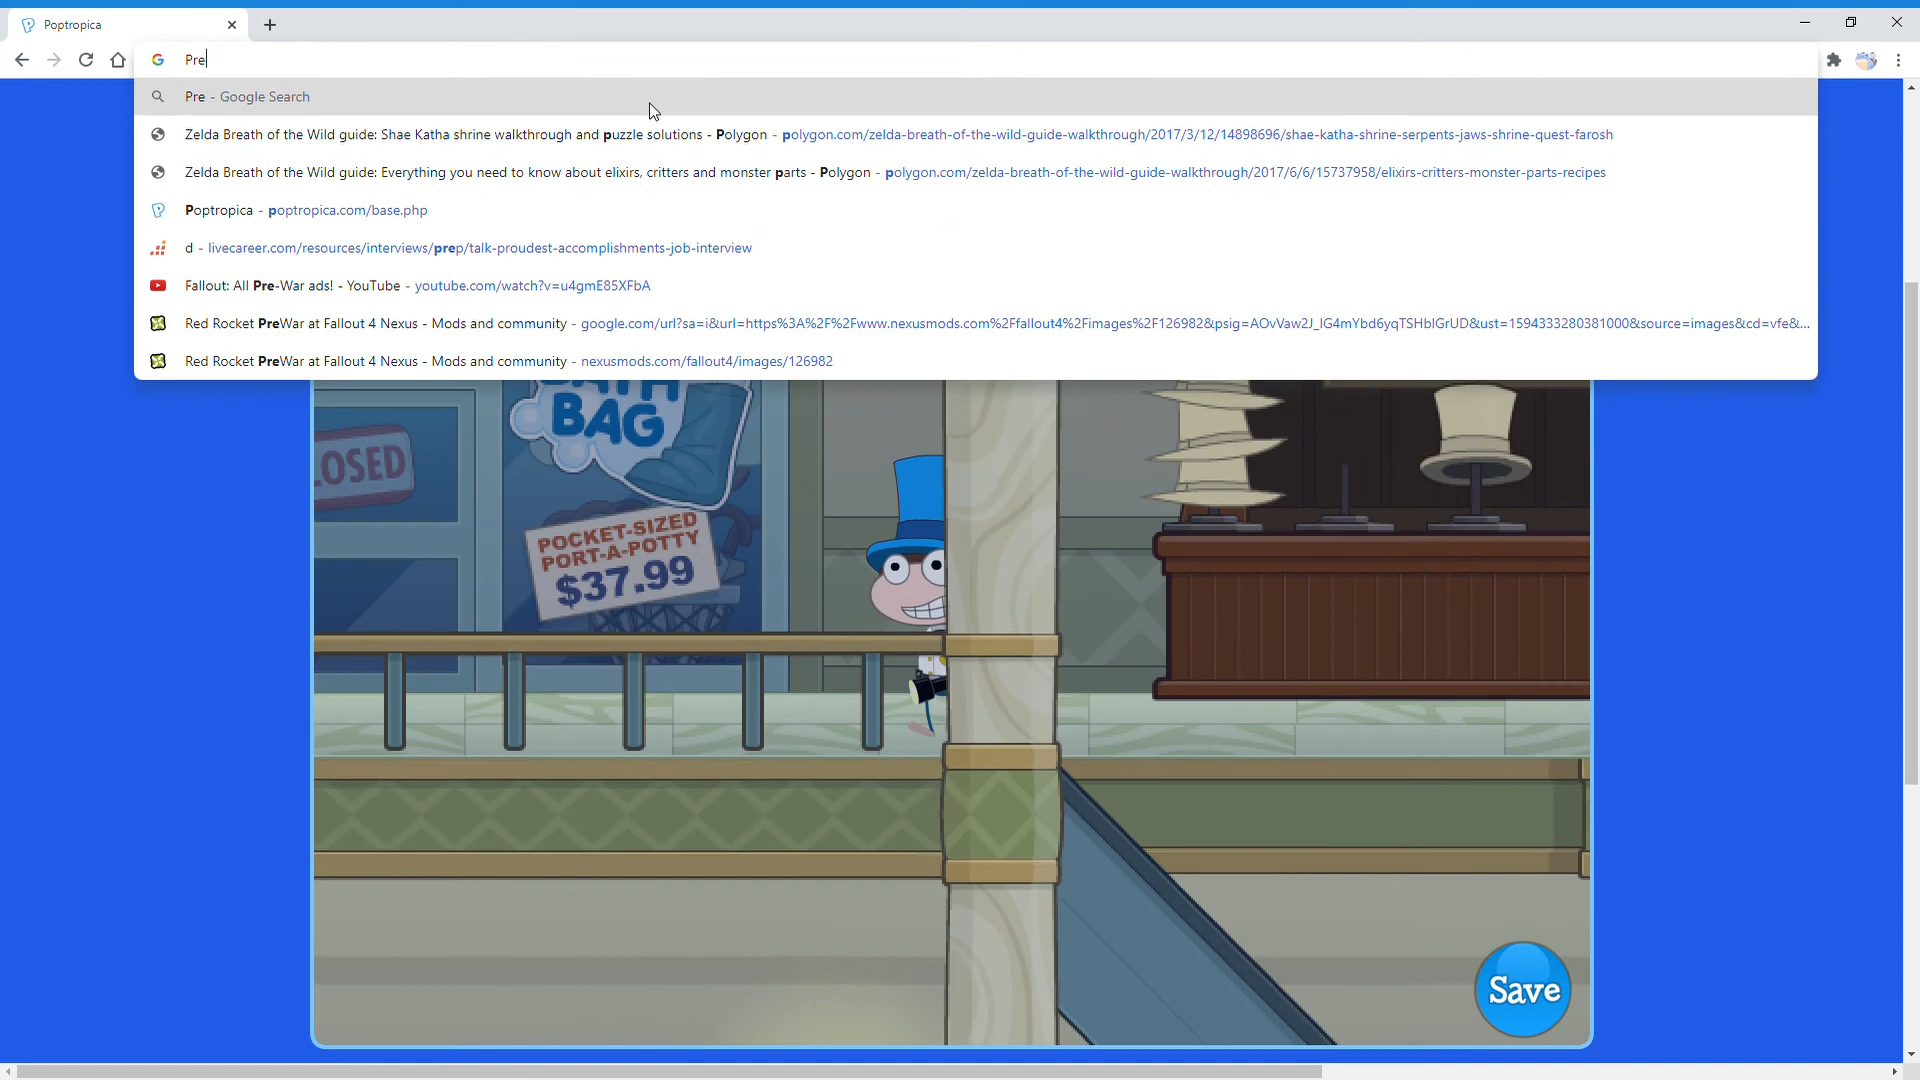 Poptropica
Pre
Pre - Google Search
Zelda Breath of the Wild guide: Shae Katha shrine walkthrough and puzzle solutions - Polygon - polygon.com/zelda-breath-of-the-wild-guide-walkthrough/2017/3/12/14898696/shae-katha-shrine-serpents-jaws-shrine-quest-farosh
Zelda Breath of the Wild guide: Everything you need to know about elixirs, critters and monster parts - Polygon - polygon.com/zelda-breath-of-the-wild-guide-walkthrough/2017/6/6/15737958/elixirs-critters-monster-parts-recipes
Poptropica - poptropica.com/base.php
d - livecareer.com/resources/interviews/prep/talk-proudest-accomplishments-job-interview
Fallout: All Pre-War ads! - YouTube - youtube.com/watch?v=u4gmE85XFbA
Red Rocket PreWar at Fallout 4 Nexus - Mods and community - google.com/url?sa=i&url=https%3A%2F%2Fwww.nexusmods.com%2Ffallout4%2Fimages%2F126982&psig=AOvVaw2J_IG4mYbd6yqTSHbIGrUD&ust=1594333280381000&source=images&cd=vfe&...
Red Rocket PreWar at Fallout 4 Nexus - Mods and community - nexusmods.com/fallout4/images/126982
BAG
LOSED
POCKET-SIZED
PORT-A-POTTY
$37.99
Save